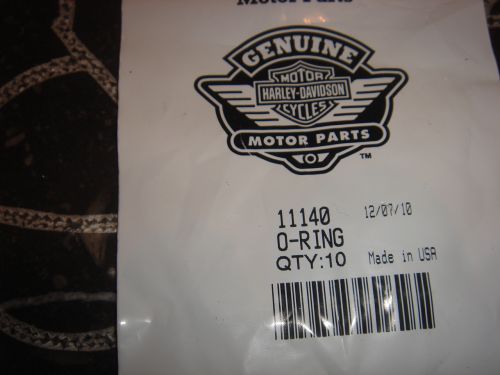 Motor Parts
GENUINE
MOTOR
HARLEY-DAVIDSON
CYCLES
MOTOR PARTS
TM
11140 12/07/10
O-RING
QTY:10 Made in USA